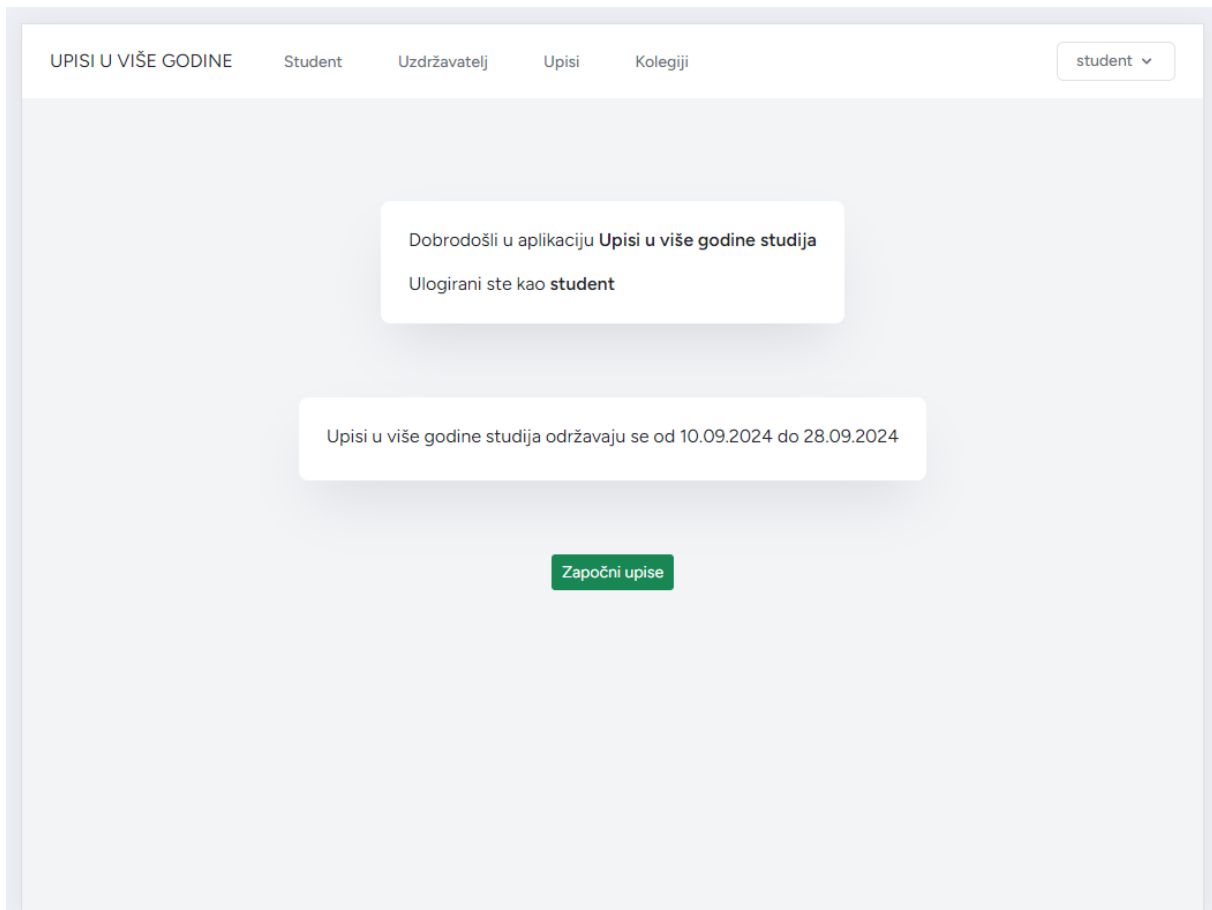 UPISI U VIŠE GODINE Student Uzdržavatelj Upisi Kolegiji student
Dobrodošli u aplikaciju Upisi u više godine studija
Ulogirani ste kao student
Upisi u više godine studija održavaju se od 10.09.2024 do 28.09.2024
Započni upise